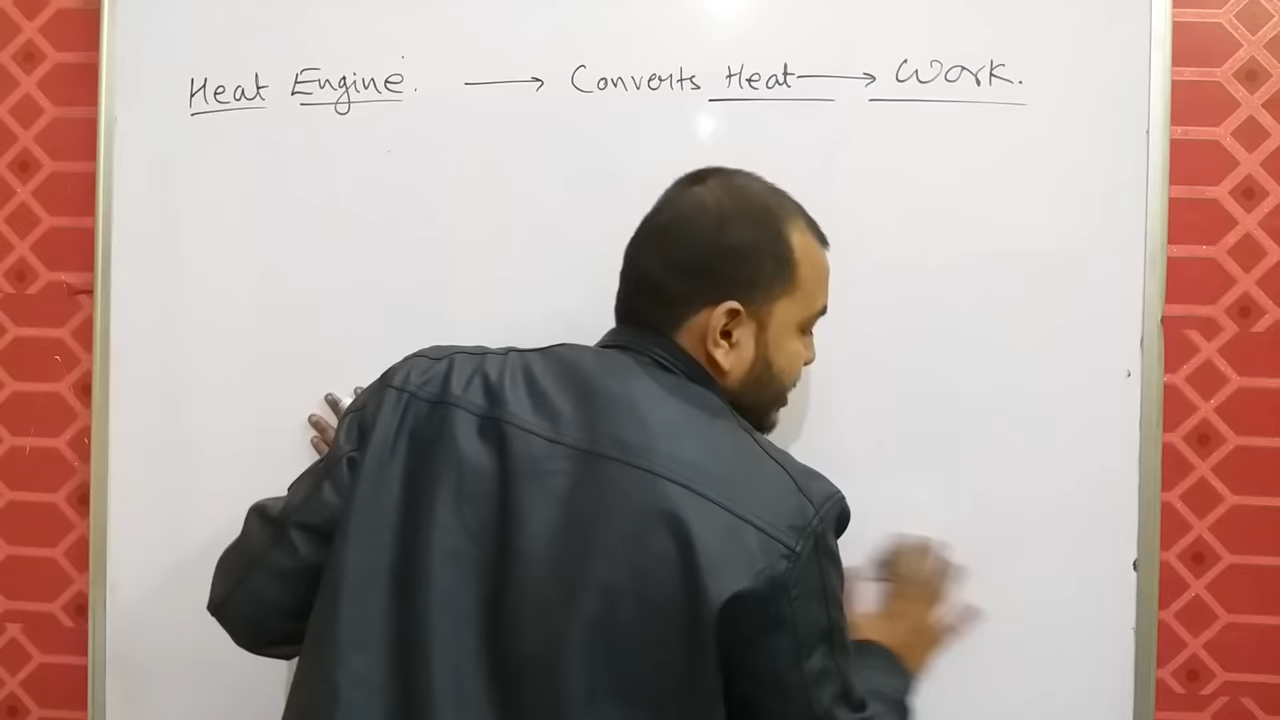 Heat Engine. → Converts Heat → Work.